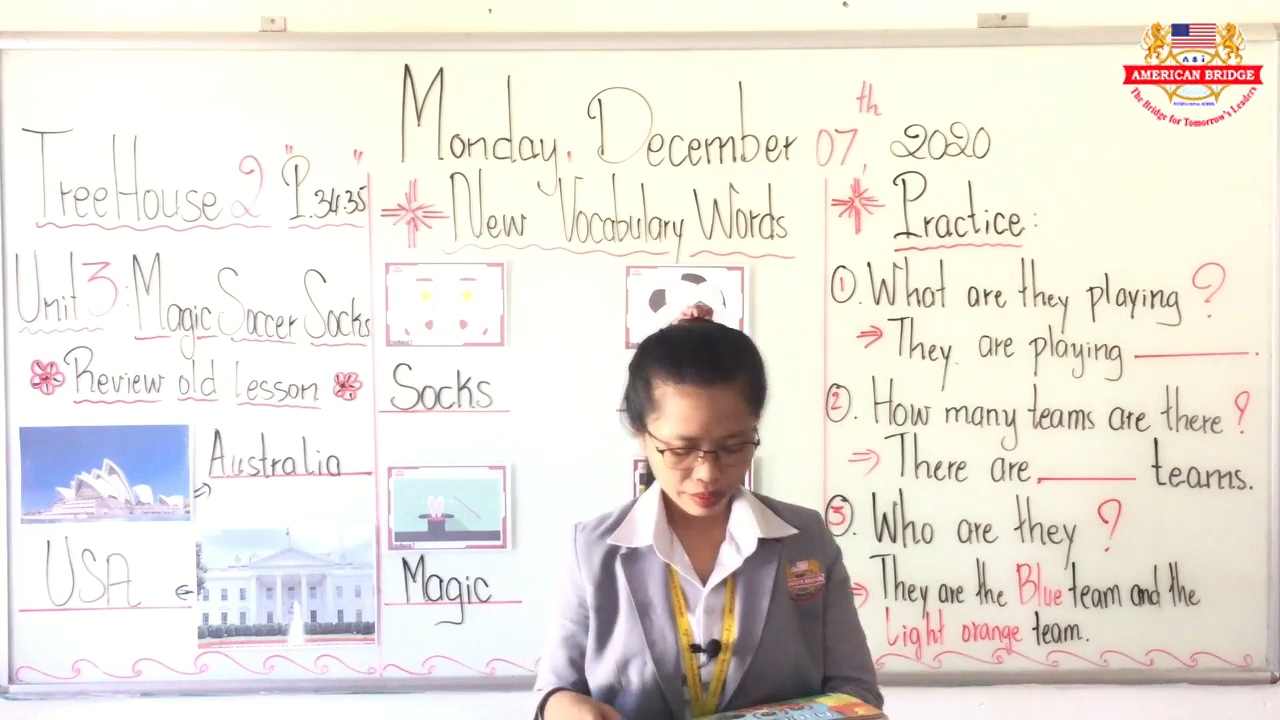 AMERICAN BRIDGE
The Bridge for Tomorrow's Leaders
Monday, December 07th, 2020
TreeHouse 2 "P.34-35"
Unit 3: Magic Soccer Socks
Review old lesson
Australia
USA
New Vocabulary Words
Socks
Magic
Practice:
1. What are they playing?
⇒ They are playing ______.
2. How many teams are there?
⇒ There are ______ teams.
3. Who are they?
⇒ They are the Blue team and the
Light orange team.